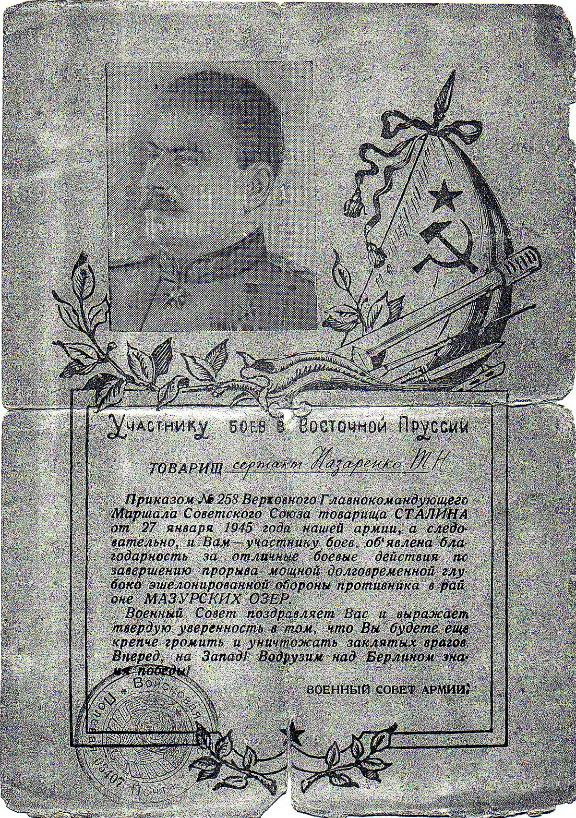 Участнику боев в Восточной Пруссии
ТОВАРИЩ сержант Назаренко М Н
Приказом № 258 Верховного Главнокомандующего
Маршала Советского Союза товарища СТАЛИНА
от 27 января 1945 года нашей армии, а следо-
вательно, и Вам—участнику боев, об'явлена бла-
годарность за отличные боевые действия по
завершению прорыва мощной долговременной глу
боко эшелонированной обороны противника в рай
оне МАЗУРСКИХ ОЗЕР.
Военный Совет поздравляет Вас и выражает
твердую уверенность в том, что Вы будете еще
крепче громить и уничтожать заклятых врагов
Вперед, на Запад! Водрузим над Берлином зна-
мя победы!
ВОЕННЫЙ СОВЕТ АРМИИ.